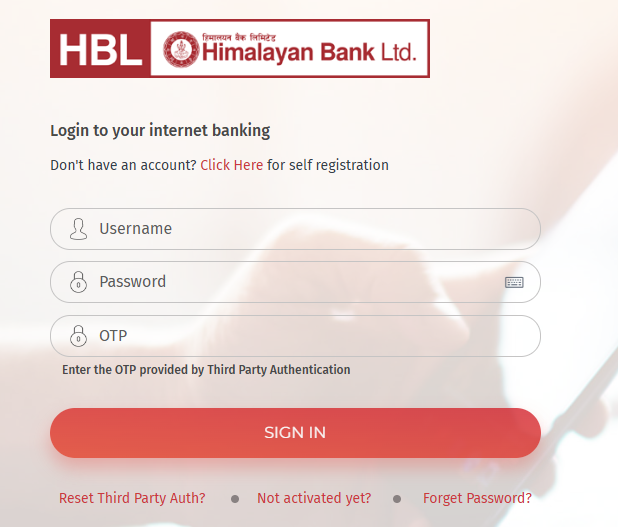 HBL
हिमालयन बैंक लिमिटेड
Himalayan Bank Ltd.
Login to your internet banking
Don't have an account? Click Here for self registration
Username
Password
OTP
Enter the OTP provided by Third Party Authentication
SIGN IN
Reset Third Party Auth? ● Not activated yet? ● Forget Password?